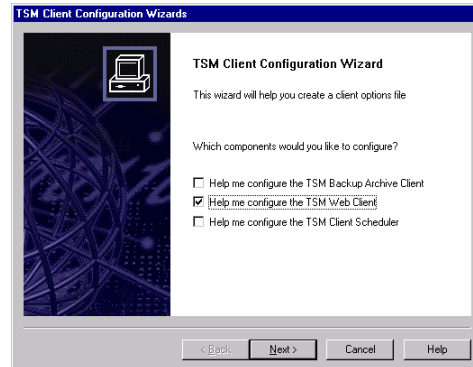 TSM Client Configuration Wizards
TSM Client Configuration Wizard
This wizard will help you create a client options file
Which components would you like to configure?
Help me configure the TSM Backup Archive Client
Help me configure the TSM Web Client
Help me configure the TSM Client Scheduler
< Back Next > Cancel Help